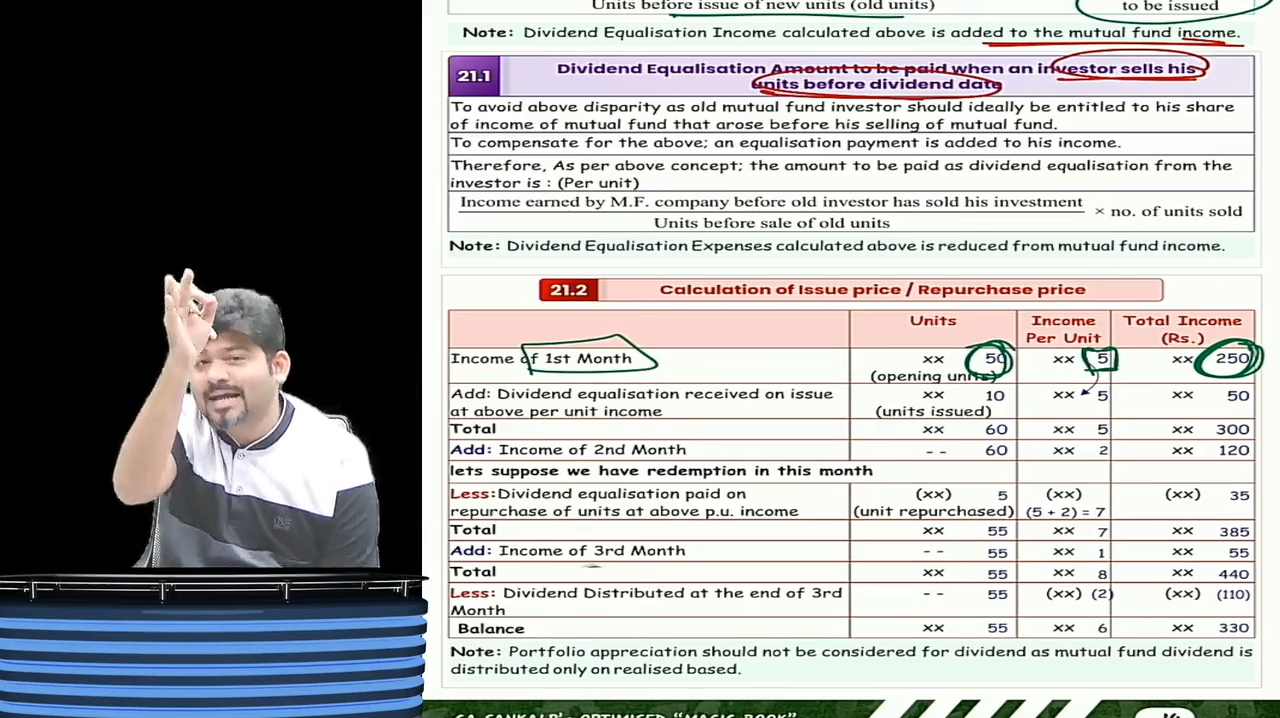 Units before issue of new units (old units)
to be issued
Note: Dividend Equalisation Income calculated above is added to the mutual fund income.
21.1
Dividend Equalisation Amount to be paid when an investor sells his
units before dividend date
To avoid above disparity as old mutual fund investor should ideally be entitled to his share
of income of mutual fund that arose before his selling of mutual fund.
To compensate for the above; an equalisation payment is added to his income.
Therefore, As per above concept; the amount to be paid as dividend equalisation from the
investor is : (Per unit)
Income earned by M.F. company before old investor has sold his investment
Units before sale of old units
× no. of units sold
Note: Dividend Equalisation Expenses calculated above is reduced from mutual fund income.
21.2 Calculation of Issue price / Repurchase price
Units Income Per Unit Total Income (Rs.)
Income of 1st Month xx 50 (opening units) xx 5 xx 250
Add: Dividend equalisation received on issue
at above per unit income xx 10 (units issued) xx 5 xx 50
Total xx 60 xx 5 xx 300
Add: Income of 2nd Month -- 60 xx 2 xx 120
lets suppose we have redemption in this month
Less: Dividend equalisation paid on
repurchase of units at above p.u. income (xx) 5 (unit repurchased) (xx) (5 + 2) = 7 (xx) 35
Total xx 55 xx 7 xx 385
Add: Income of 3rd Month -- 55 xx 1 xx 55
Total xx 55 xx 8 xx 440
Less: Dividend Distributed at the end of 3rd
Month -- 55 (xx) (2) (xx) (110)
Balance xx 55 xx 6 xx 330
Note: Portfolio appreciation should not be considered for dividend as mutual fund dividend is
distributed only on realised based.
CA SANKALP's OPTIMISED "MAGIC BOOK"